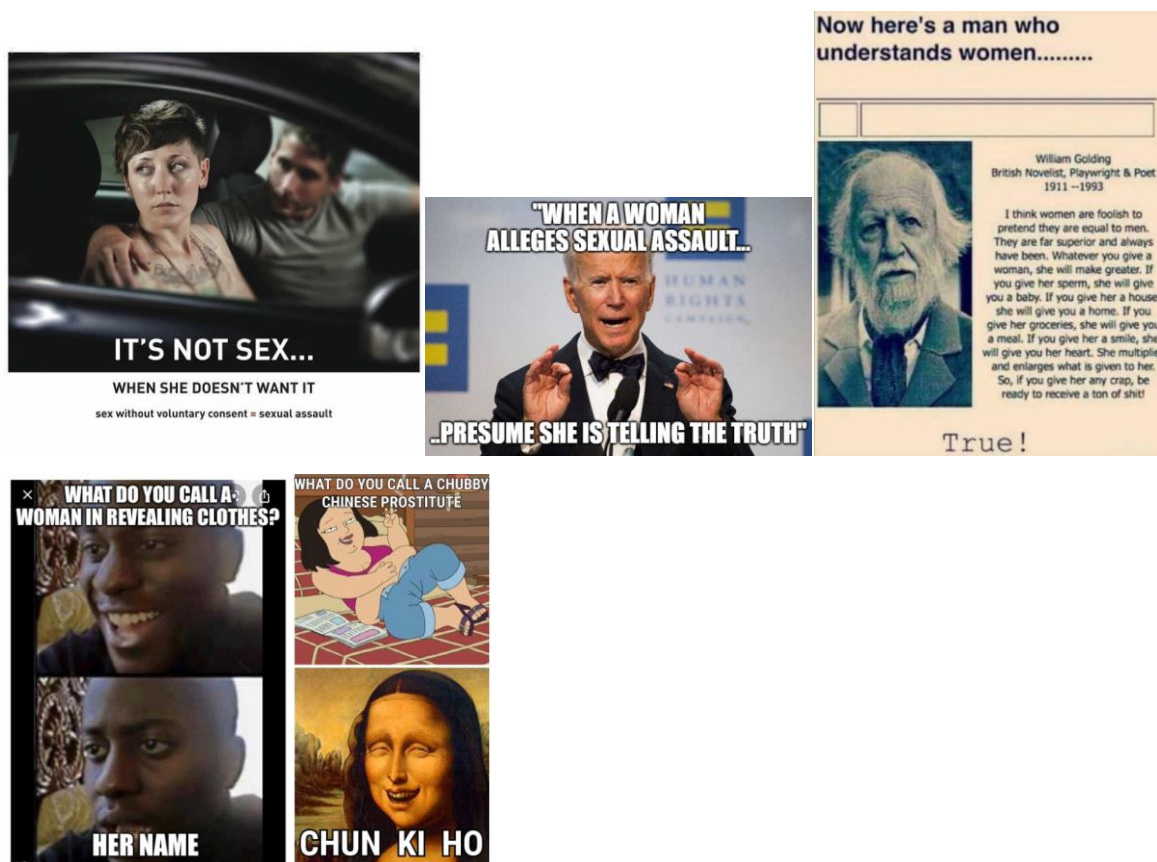 IT'S NOT SEX...
WHEN SHE DOESN'T WANT IT
sex without voluntary consent = sexual assault
"WHEN A WOMAN
ALLEGES SEXUAL ASSAULT...
HUMAN
RIGHTS
CAMPAIGN
..PRESUME SHE IS TELLING THE TRUTH"
Now here's a man who
understands women.........
William Golding
British Novelist, Playwright & Poet
1911 --1993
I think women are foolish to
pretend they are equal to men.
They are far superior and always
have been. Whatever you give a
woman, she will make greater. If
you give her sperm, she will give
you a baby. If you give her a house
she will give you a home. If you
give her groceries, she will give you
a meal. If you give her a smile, she
will give you her heart. She multiplie
and enlarges what is given to her.
So, if you give her any crap, be
ready to receive a ton of shit!
True!
WHAT DO YOU CALL A
WOMAN IN REVEALING CLOTHES?
HER NAME
WHAT DO YOU CALL A CHUBBY
CHINESE PROSTITUTE
CHUN KI HO